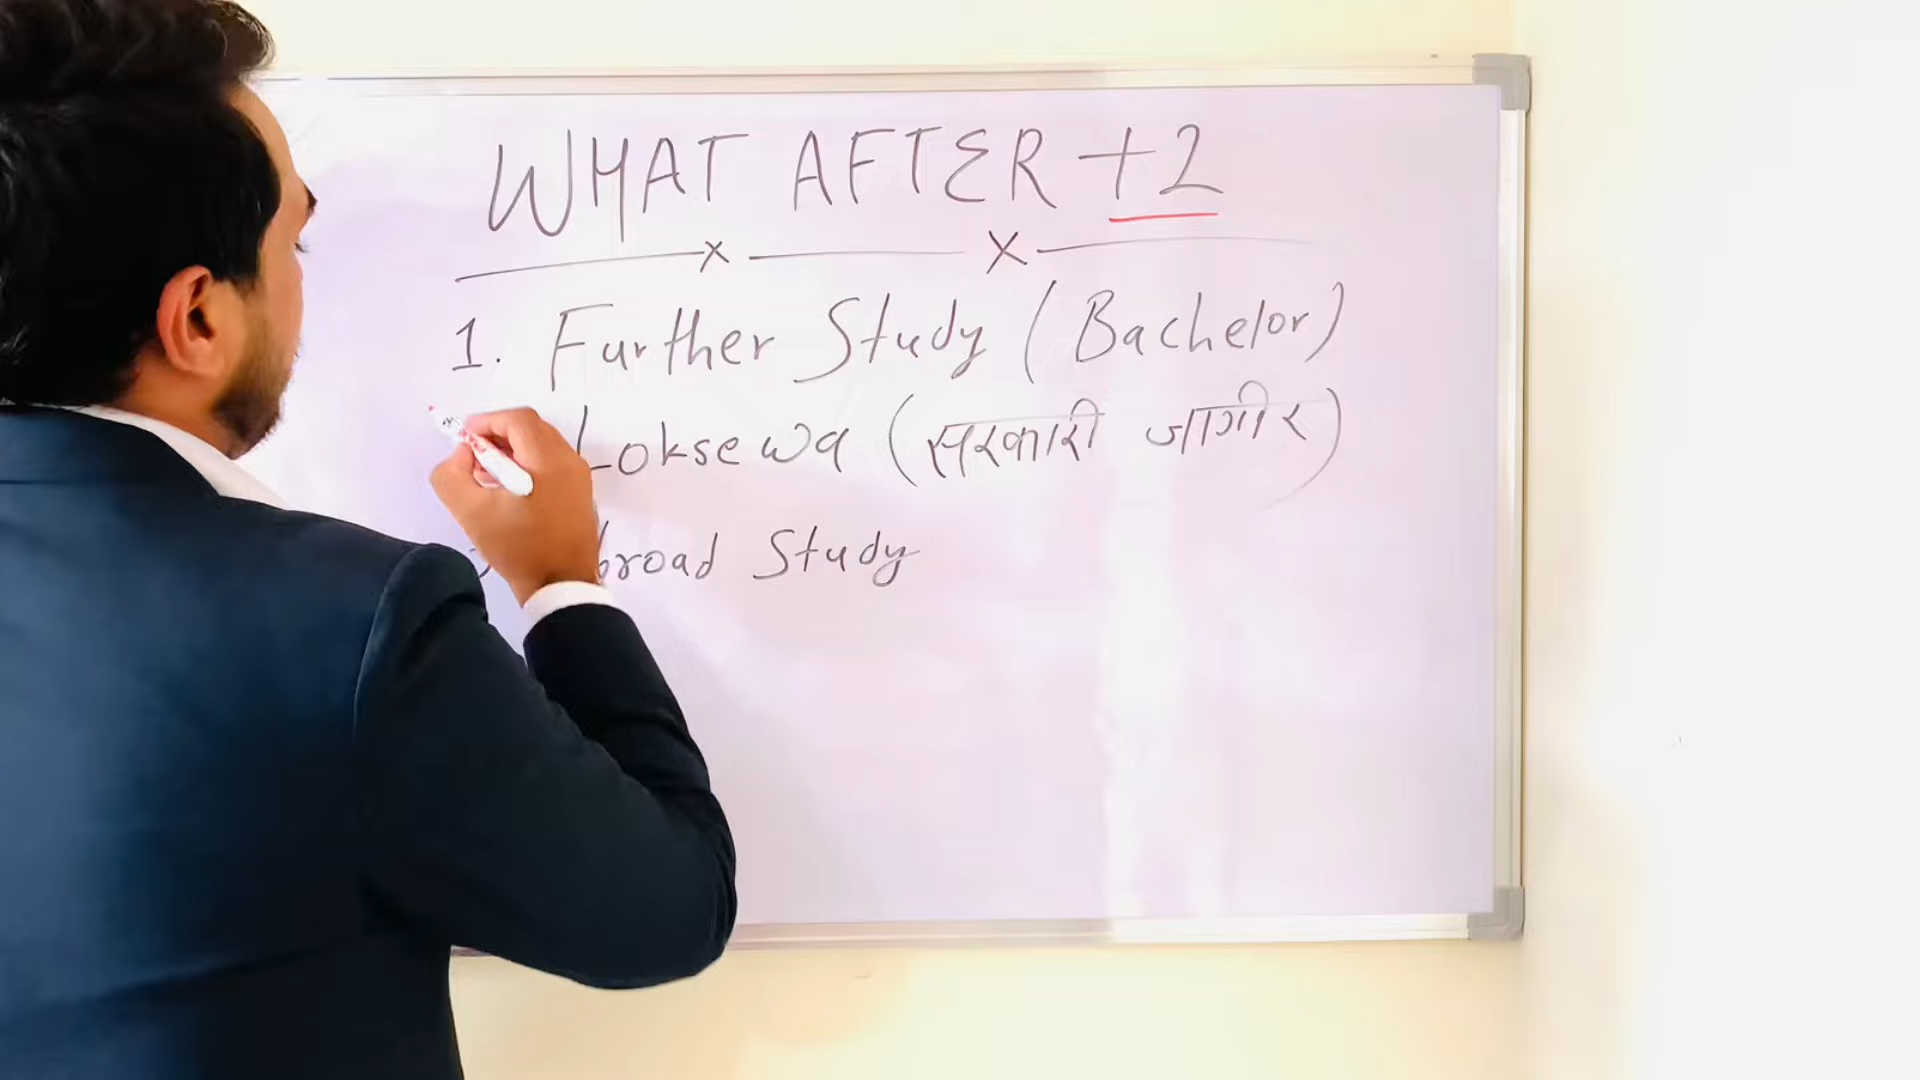 WHAT AFTER +2
1. Further Study (Bachelor)
Loksewa (सरकारी जागीर)
broad Study